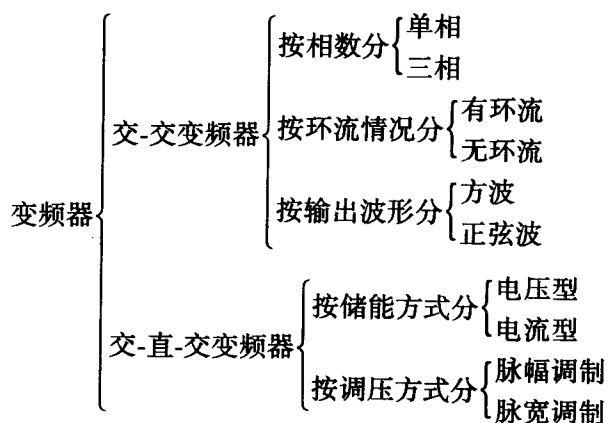 变频器
交-交变频器
按相数分
单相
三相
按环流情况分
有环流
无环流
按输出波形分
方波
正弦波
交-直-交变频器
按储能方式分
电压型
电流型
按调压方式分
脉幅调制
脉宽调制